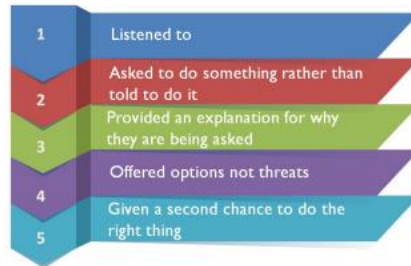 1
Listened to
2
Asked to do something rather than
told to do it
3
Provided an explanation for why
they are being asked
4
Offered options not threats
5
Given a second chance to do the
right thing